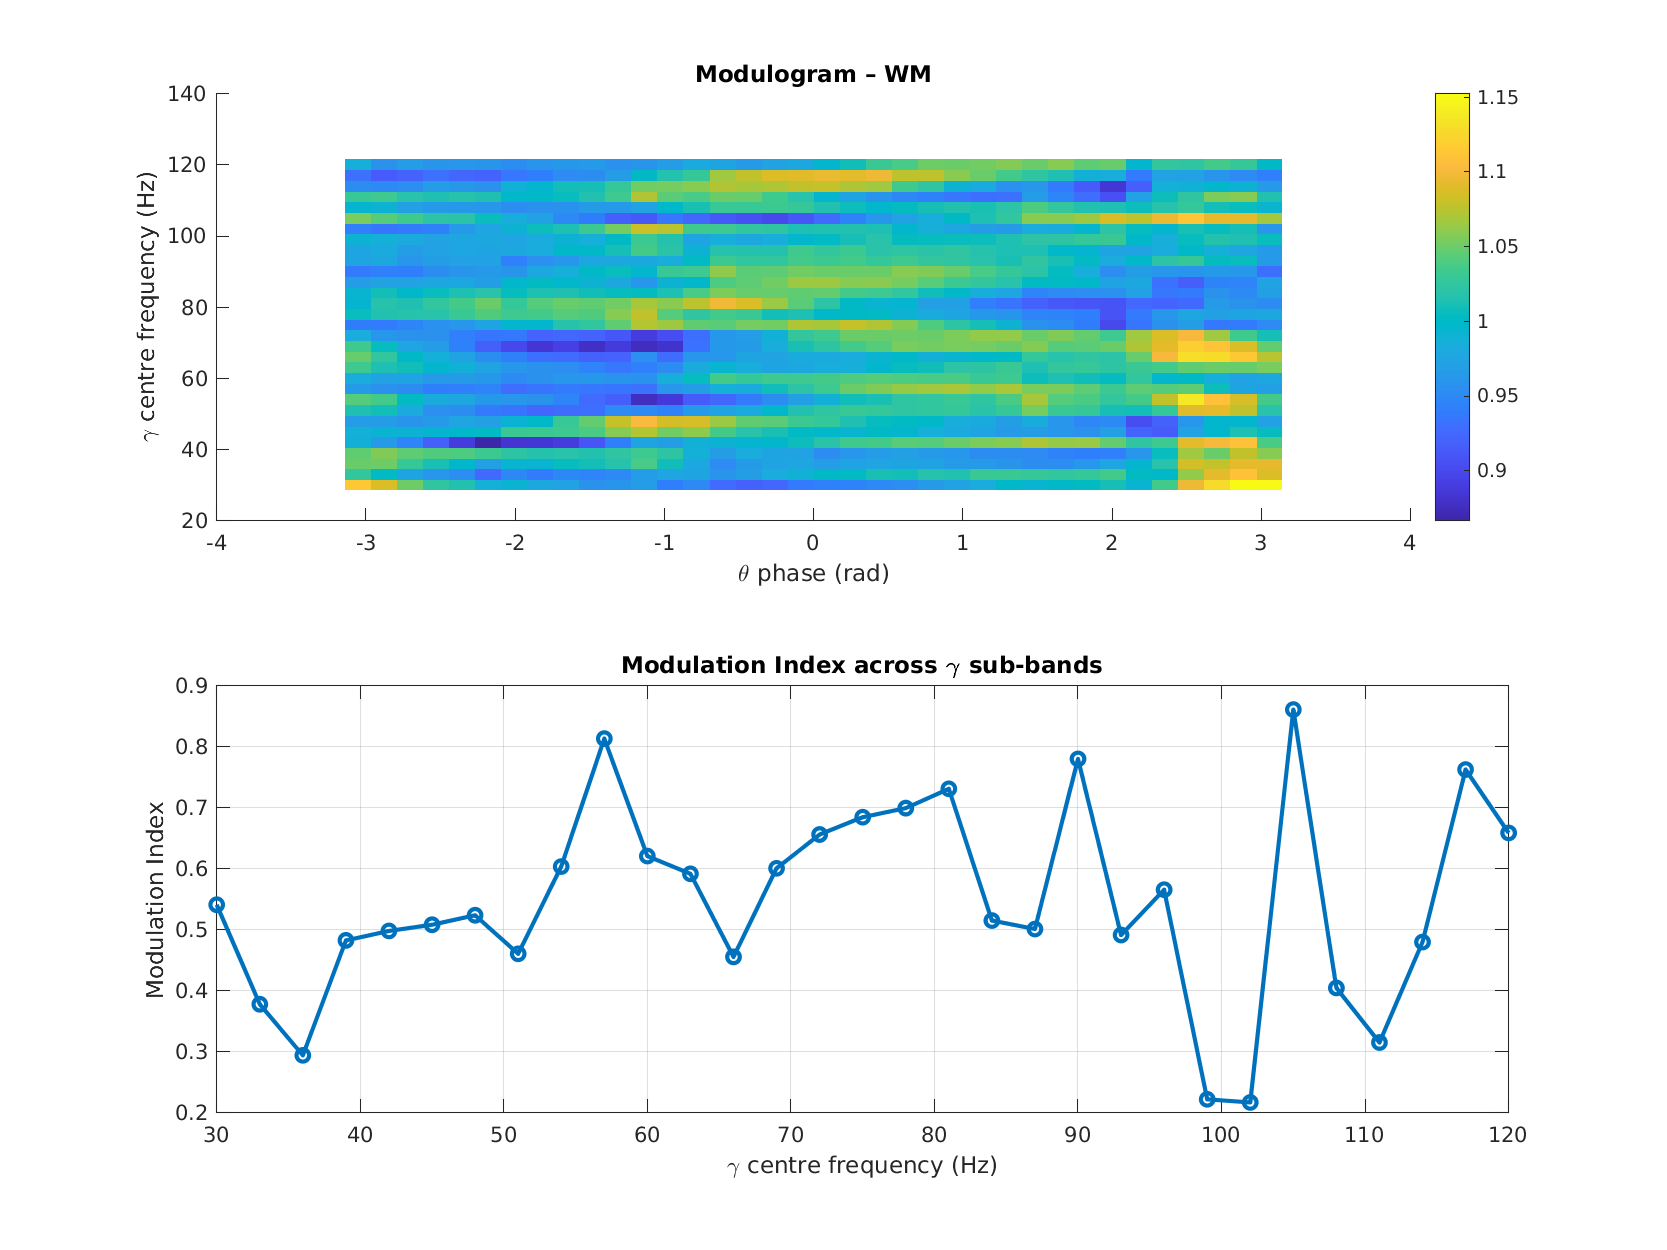 Modulogram – WM
140
120
100
80
60
40
20
γ centre frequency (Hz)
-4 -3 -2 -1 0 1 2 3 4
θ phase (rad)
1.15
1.1
1.05
1
0.95
0.9
Modulation Index across γ sub-bands
0.9
0.8
0.7
0.6
0.5
0.4
0.3
0.2
Modulation Index
30 40 50 60 70 80 90 100 110 120
γ centre frequency (Hz)